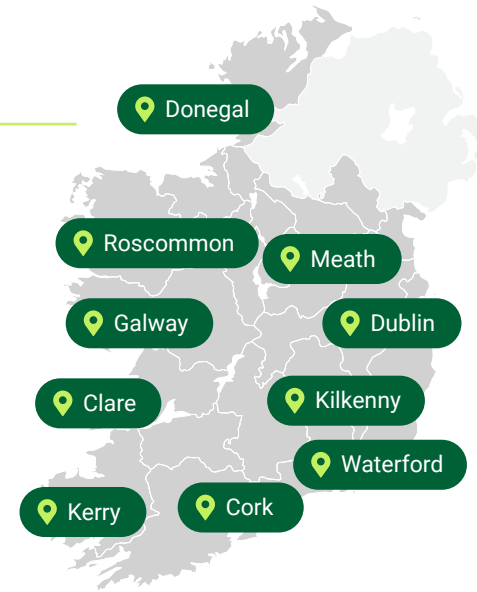 Donegal
Roscommon
Meath
Galway
Dublin
Clare
Kilkenny
Waterford
Kerry
Cork